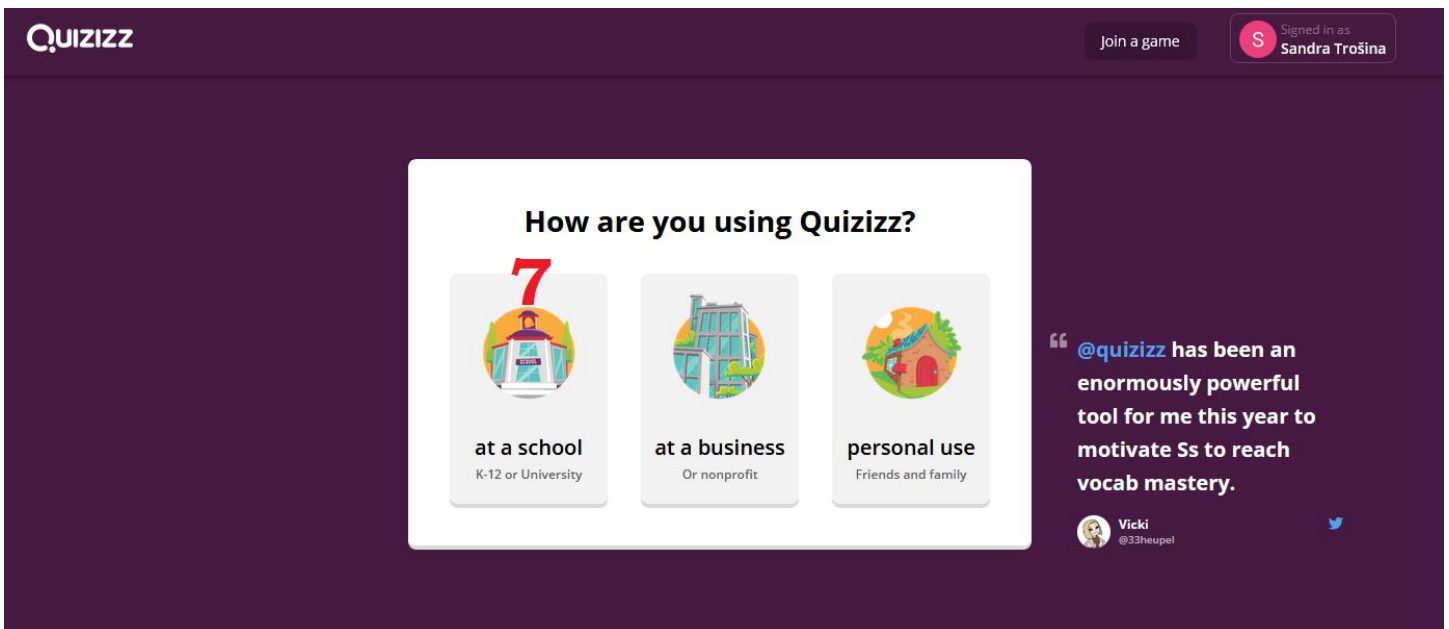 Quizizz
Join a game
S
Signed in as
Sandra Trošina
How are you using Quizizz?
7
SCHOOL
at a school
K-12 or University
at a business
Or nonprofit
personal use
Friends and family
“ @quizizz has been an
enormously powerful
tool for me this year to
motivate Ss to reach
vocab mastery.
Vicki
@33heupel